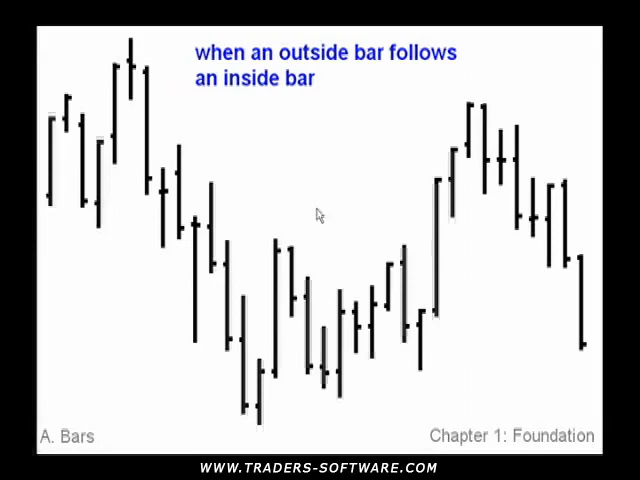 when an outside bar follows
an inside bar
A. Bars
Chapter 1: Foundation
WWW.TRADERS-SOFTWARE.COM